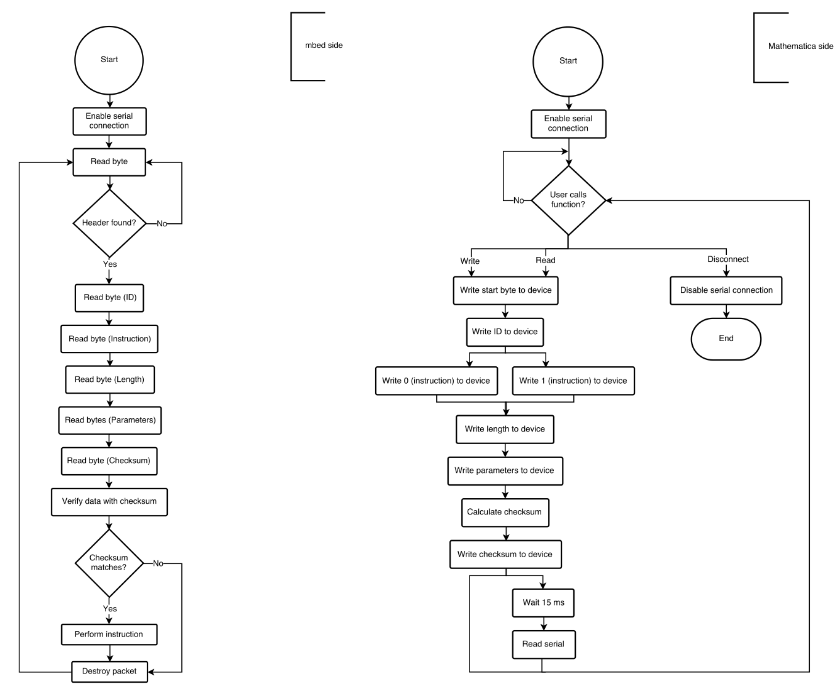 mbed side
Start
Enable serial
connection
Read byte
Header found?
No
Yes
Read byte (ID)
Read byte (Instruction)
Read byte (Length)
Read bytes (Parameters)
Read byte (Checksum)
Verify data with checksum
Checksum
matches?
No
Yes
Perform instruction
Destroy packet
Mathematica side
Start
Enable serial
connection
User calls
function?
No
Write
Read
Disconnect
Write start byte to device
Disable serial connection
Write ID to device
End
Write 0 (instruction) to device
Write 1 (instruction) to device
Write length to device
Write parameters to device
Calculate checksum
Write checksum to device
Wait 15 ms
Read serial